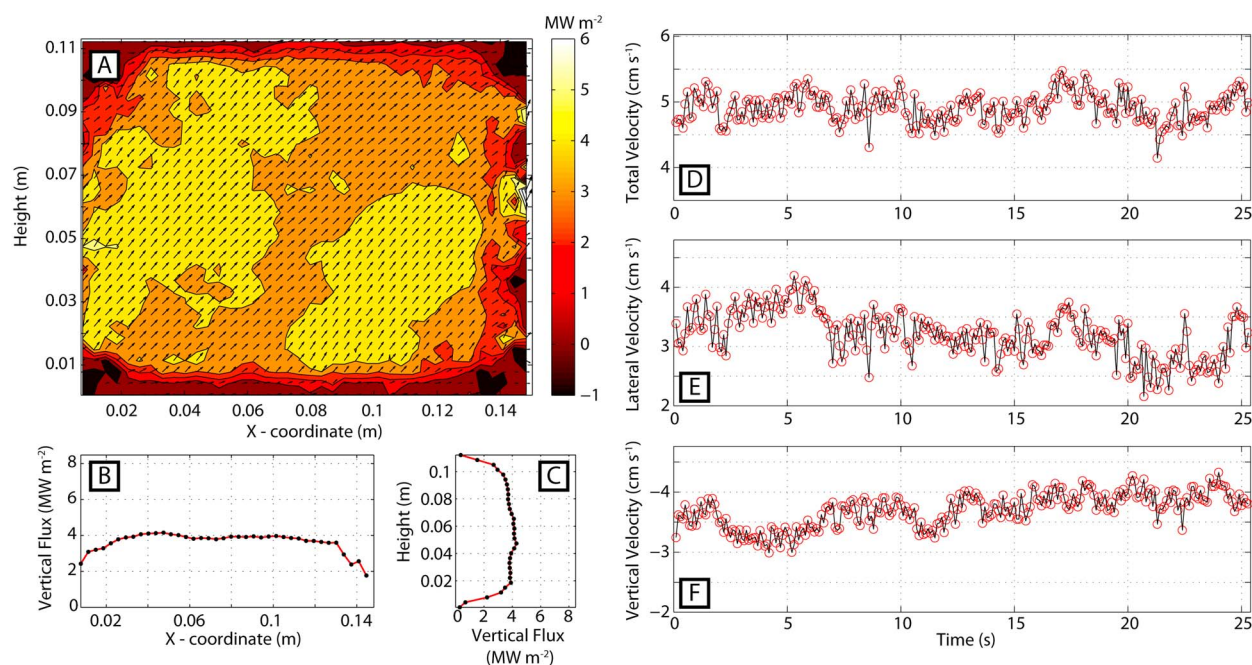 MW m-2
0.11
0.09
0.07
0.05
0.03
0.01
Height (m)
A
6
5
4
3
2
1
0
−1
0.02 0.04 0.06 0.08 0.1 0.12 0.14
X - coordinate (m)
B
Vertical Flux (MW m-2)
8
6
4
2
0
0.02 0.06 0.1 0.14
X - coordinate (m)
C
Height (m)
0.1
0.08
0.06
0.04
0.02
0 2 4 6 8
Vertical Flux
(MW m-2)
Total Velocity (cm s-1)
6
5
4
D
0 5 10 15 20 25
Lateral Velocity (cm s-1)
4
3
2
E
0 5 10 15 20 25
Vertical Velocity (cm s-1)
−4
−3
−2
F
0 5 10 15 20 25
Time (s)